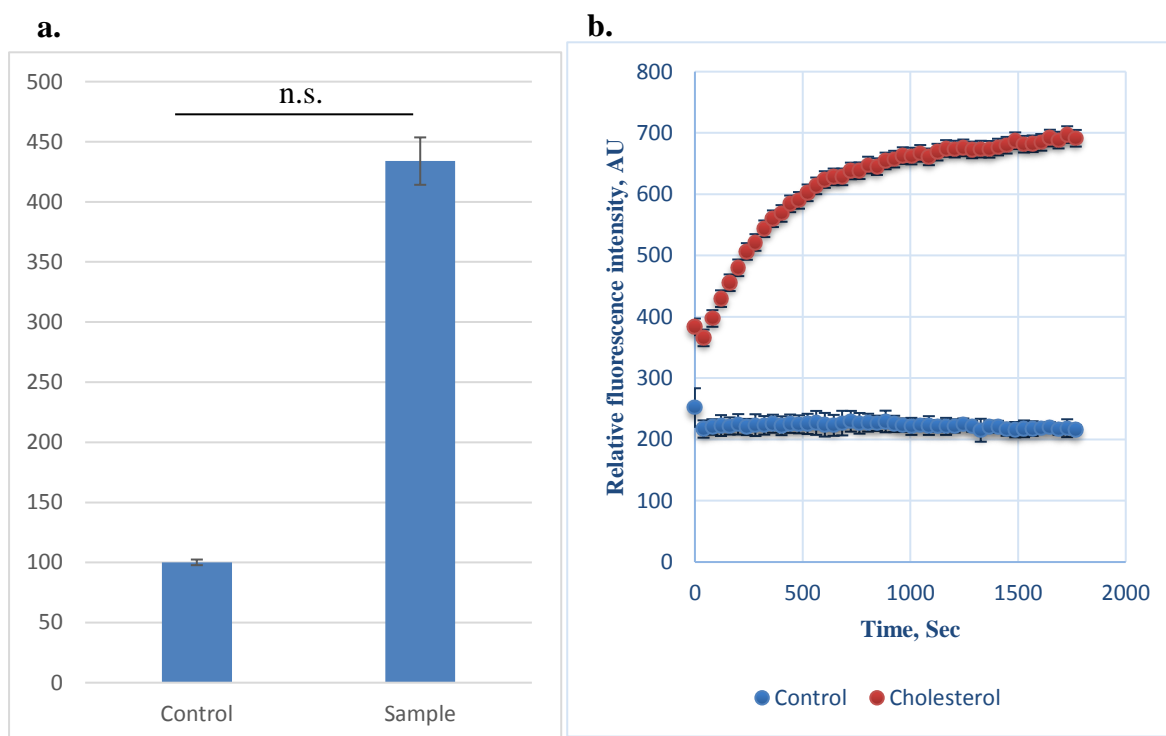 a.
500
450
400
350
300
250
200
150
100
50
0
n.s.
Control Sample
b.
Relative fluorescence intensity, AU
800
700
600
500
400
300
200
100
0
0 500 1000 1500 2000
Time, Sec
Control Cholesterol